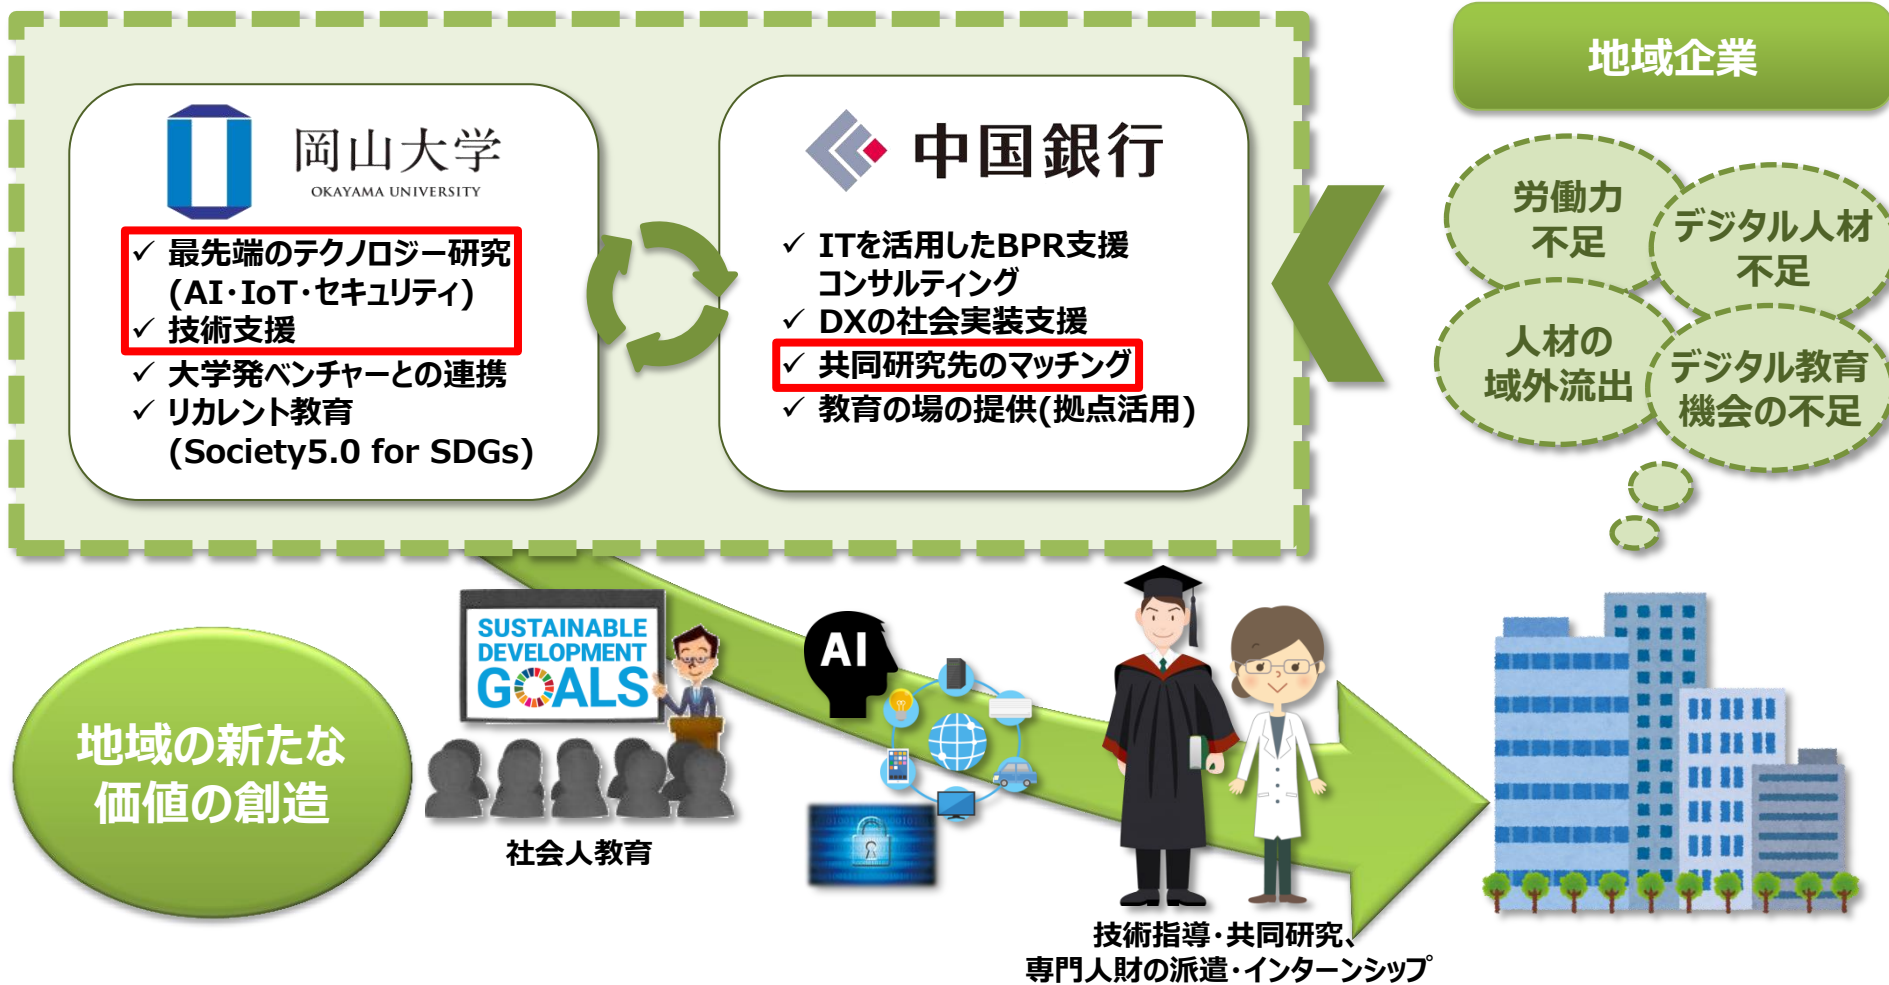 岡山大学
OKAYAMA UNIVERSITY
✓ 最先端のテクノロジー研究
(AI･IoT･セキュリティ)
✓ 技術支援
✓ 大学発ベンチャーとの連携
✓ リカレント教育
(Society5.0 for SDGs)
中国銀行
✓ ITを活用したBPR支援
コンサルティング
✓ DXの社会実装支援
✓ 共同研究先のマッチング
✓ 教育の場の提供(拠点活用)
地域企業
労働力
不足
デジタル人材
不足
人材の
域外流出
デジタル教育
機会の不足
地域の新たな
価値の創造
SUSTAINABLE
DEVELOPMENT
GOALS
社会人教育
AI
技術指導･共同研究、
専門人財の派遣･インターンシップ